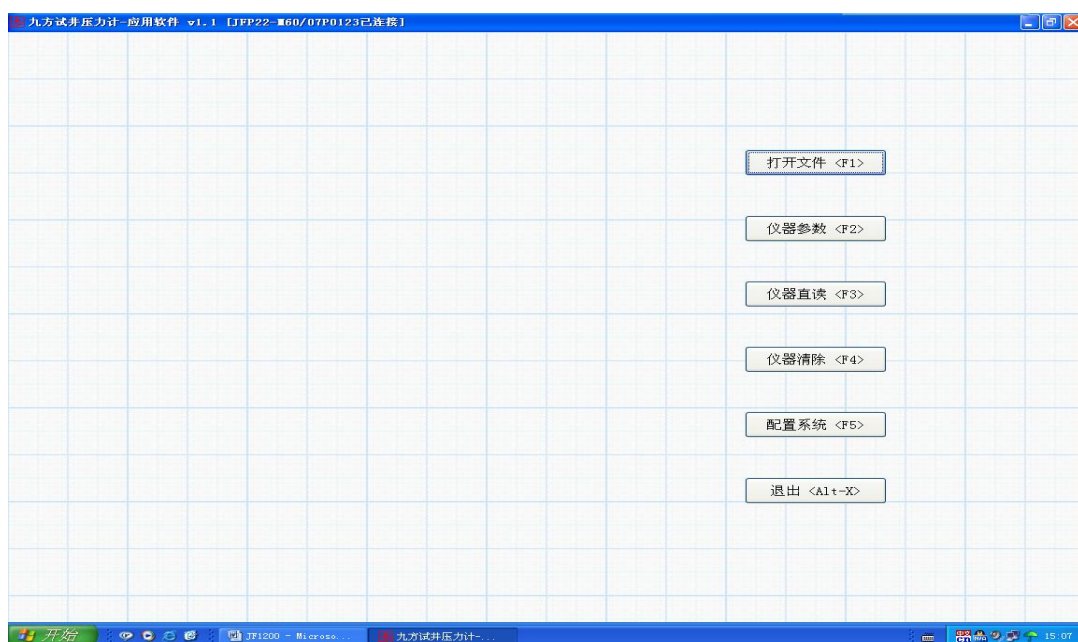 九方试井压力计-应用软件 v1.1 [JFP22-M60/07P0123已连接]
打开文件 <F1>
仪器参数 <F2>
仪器直读 <F3>
仪器清除 <F4>
配置系统 <F5>
退出 <Alt-X>
开始
JF1200 - Microso...
九方试井压力计-...
15:07